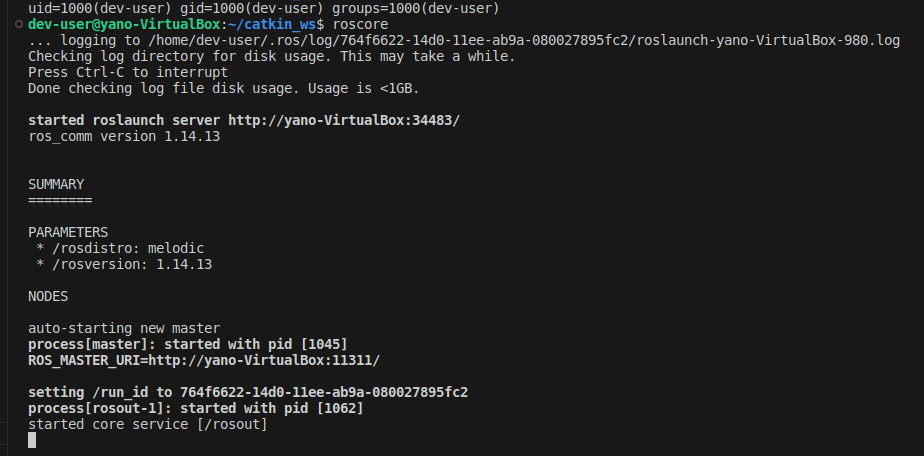 uid=1000(dev-user) gid=1000(dev-user) groups=1000(dev-user)
dev-user@yano-VirtualBox:~/catkin_ws$ roscore
... logging to /home/dev-user/.ros/log/764f6622-14d0-11ee-ab9a-080027895fc2/roslaunch-yano-VirtualBox-980.log
Checking log directory for disk usage. This may take a while.
Press Ctrl-C to interrupt
Done checking log file disk usage. Usage is <1GB.

started roslaunch server http://yano-VirtualBox:34483/
ros_comm version 1.14.13


SUMMARY
========

PARAMETERS
 * /rosdistro: melodic
 * /rosversion: 1.14.13

NODES

auto-starting new master
process[master]: started with pid [1045]
ROS_MASTER_URI=http://yano-VirtualBox:11311/

setting /run_id to 764f6622-14d0-11ee-ab9a-080027895fc2
process[rosout-1]: started with pid [1062]
started core service [/rosout]